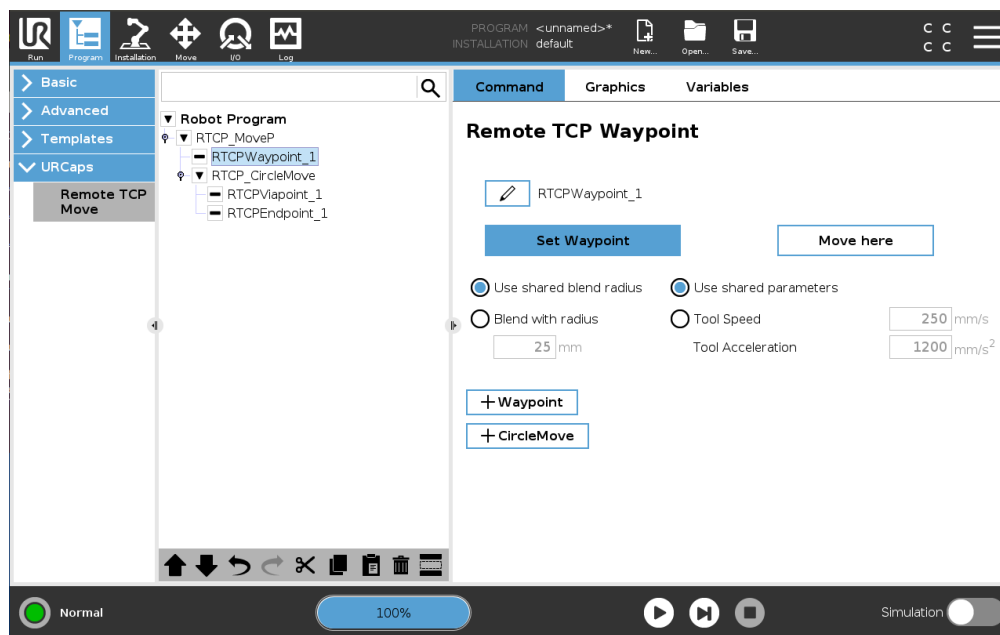 PROGRAM <unnamed>*
INSTALLATION default
UR
Run
Program
Installation
Move
I/O
Log
New...
Open...
Save...
C C
C C
Basic
Advanced
Templates
URCaps
Remote TCP
Move
Robot Program
RTCP_MoveP
RTCPWaypoint_1
RTCP_CircleMove
RTCPViapoint_1
RTCPEndpoint_1
Command
Graphics
Variables
Remote TCP Waypoint
RTCPWaypoint_1
Set Waypoint
Move here
Use shared blend radius
Use shared parameters
Blend with radius
Tool Speed
250 mm/s
25 mm
Tool Acceleration
1200 mm/s²
+Waypoint
+CircleMove
Normal
100%
Simulation